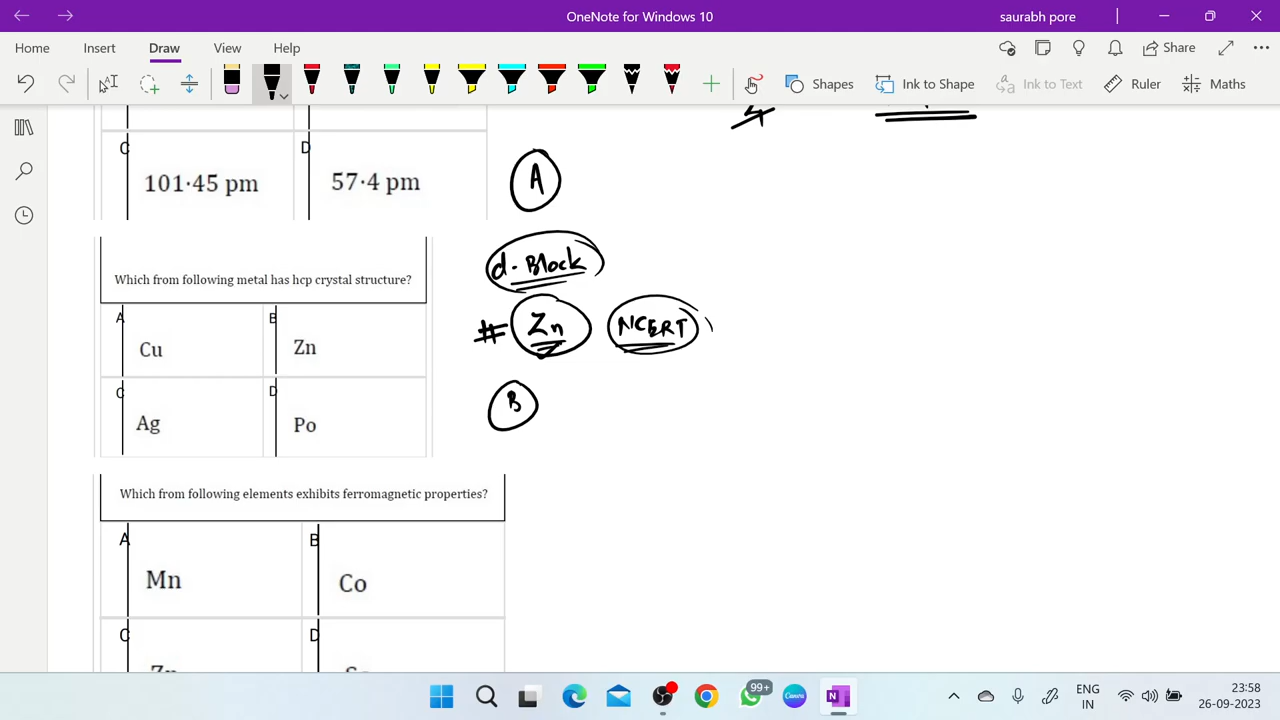 OneNote for Windows 10
saurabh pore
Home
Insert
Draw
View
Help
Share
Shapes
Ink to Shape
Ink to Text
Ruler
Maths
C
101·45 pm
D
57·4 pm
A
d-Block
Which from following metal has hcp crystal structure?
# Zn NCERT
A
Cu
B
Zn
C
Ag
D
Po
B
Which from following elements exhibits ferromagnetic properties?
A
Mn
B
Co
C
Zn
D
99+
Canva
ENG
IN
23:58
26-09-2023